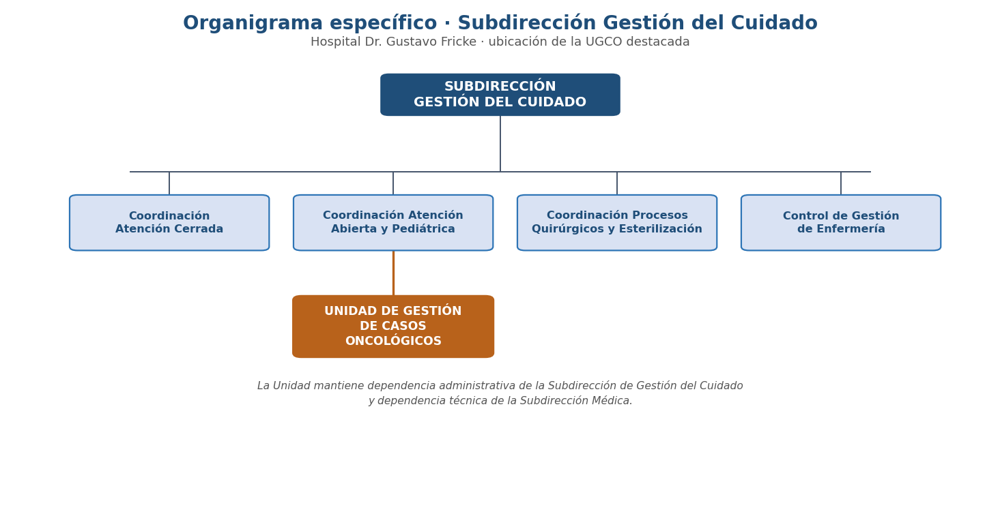 Organigrama específico · Subdirección Gestión del Cuidado
Hospital Dr. Gustavo Fricke · ubicación de la UGCO destacada
SUBDIRECCIÓN
GESTIÓN DEL CUIDADO
Coordinación
Atención Cerrada
Coordinación Atención
Abierta y Pediátrica
Coordinación Procesos
Quirúrgicos y Esterilización
Control de Gestión
de Enfermería
UNIDAD DE GESTIÓN
DE CASOS
ONCOLÓGICOS
La Unidad mantiene dependencia administrativa de la Subdirección de Gestión del Cuidado
y dependencia técnica de la Subdirección Médica.